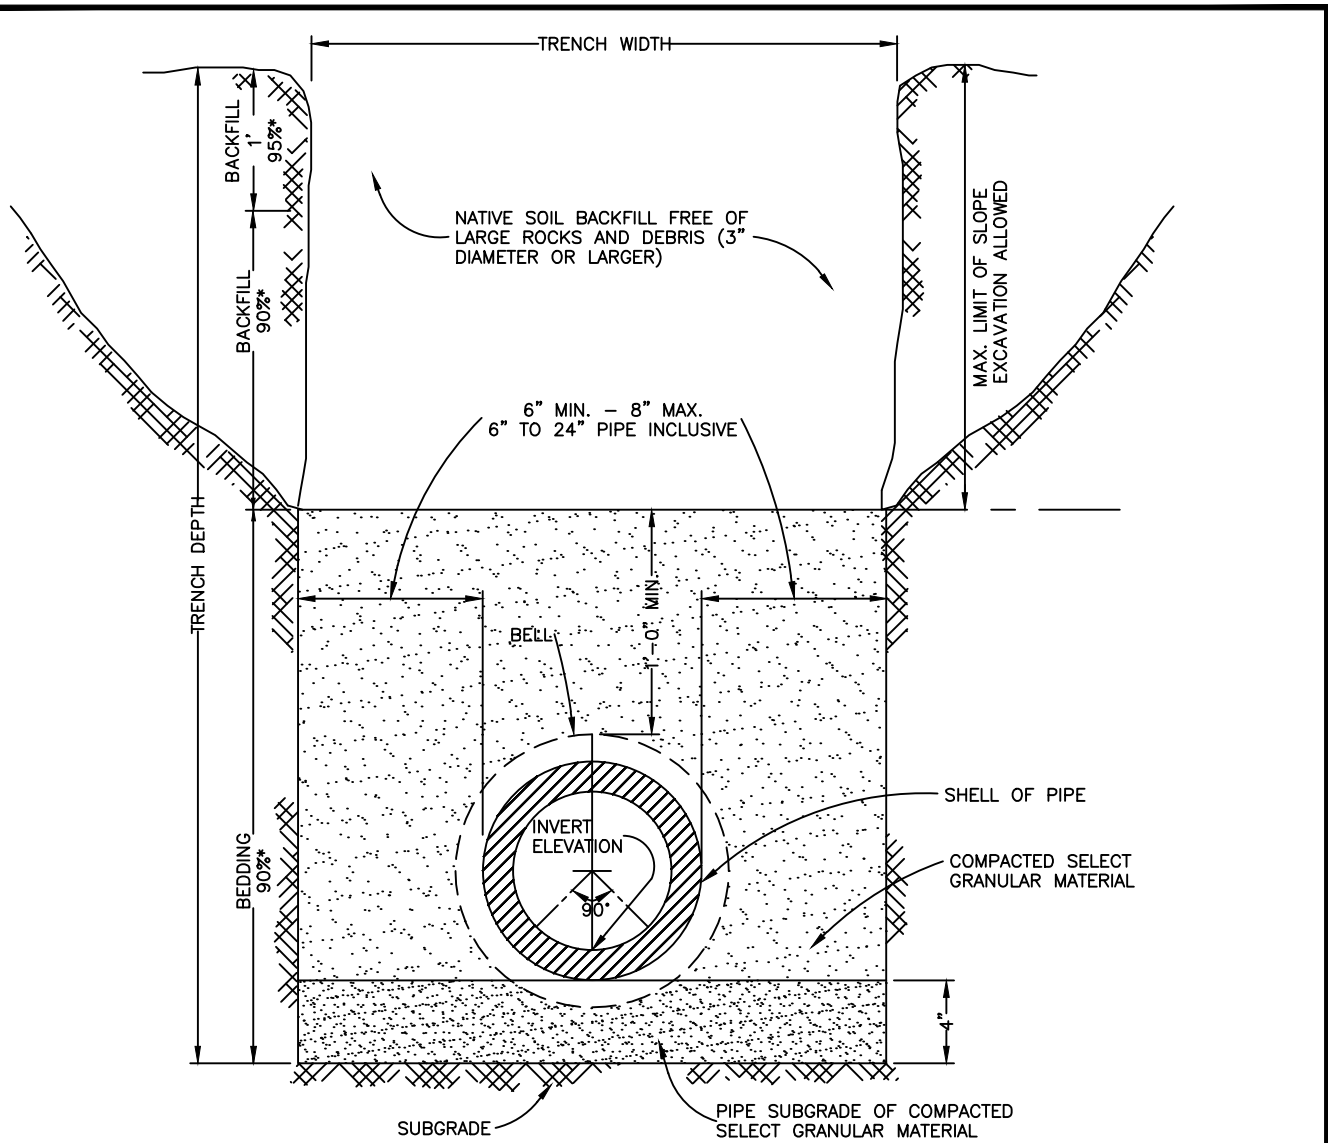 TRENCH WIDTH
BACKFILL
1'
95%*
NATIVE SOIL BACKFILL FREE OF
LARGE ROCKS AND DEBRIS (3"
DIAMETER OR LARGER)
MAX. LIMIT OF SLOPE
EXCAVATION ALLOWED
BACKFILL
90%*
6" MIN. – 8" MAX.
6" TO 24" PIPE INCLUSIVE
TRENCH DEPTH
1'-0" MIN.
BELL
SHELL OF PIPE
INVERT
ELEVATION
COMPACTED SELECT
GRANULAR MATERIAL
BEDDING
90%*
90°
4"
PIPE SUBGRADE OF COMPACTED
SELECT GRANULAR MATERIAL
SUBGRADE